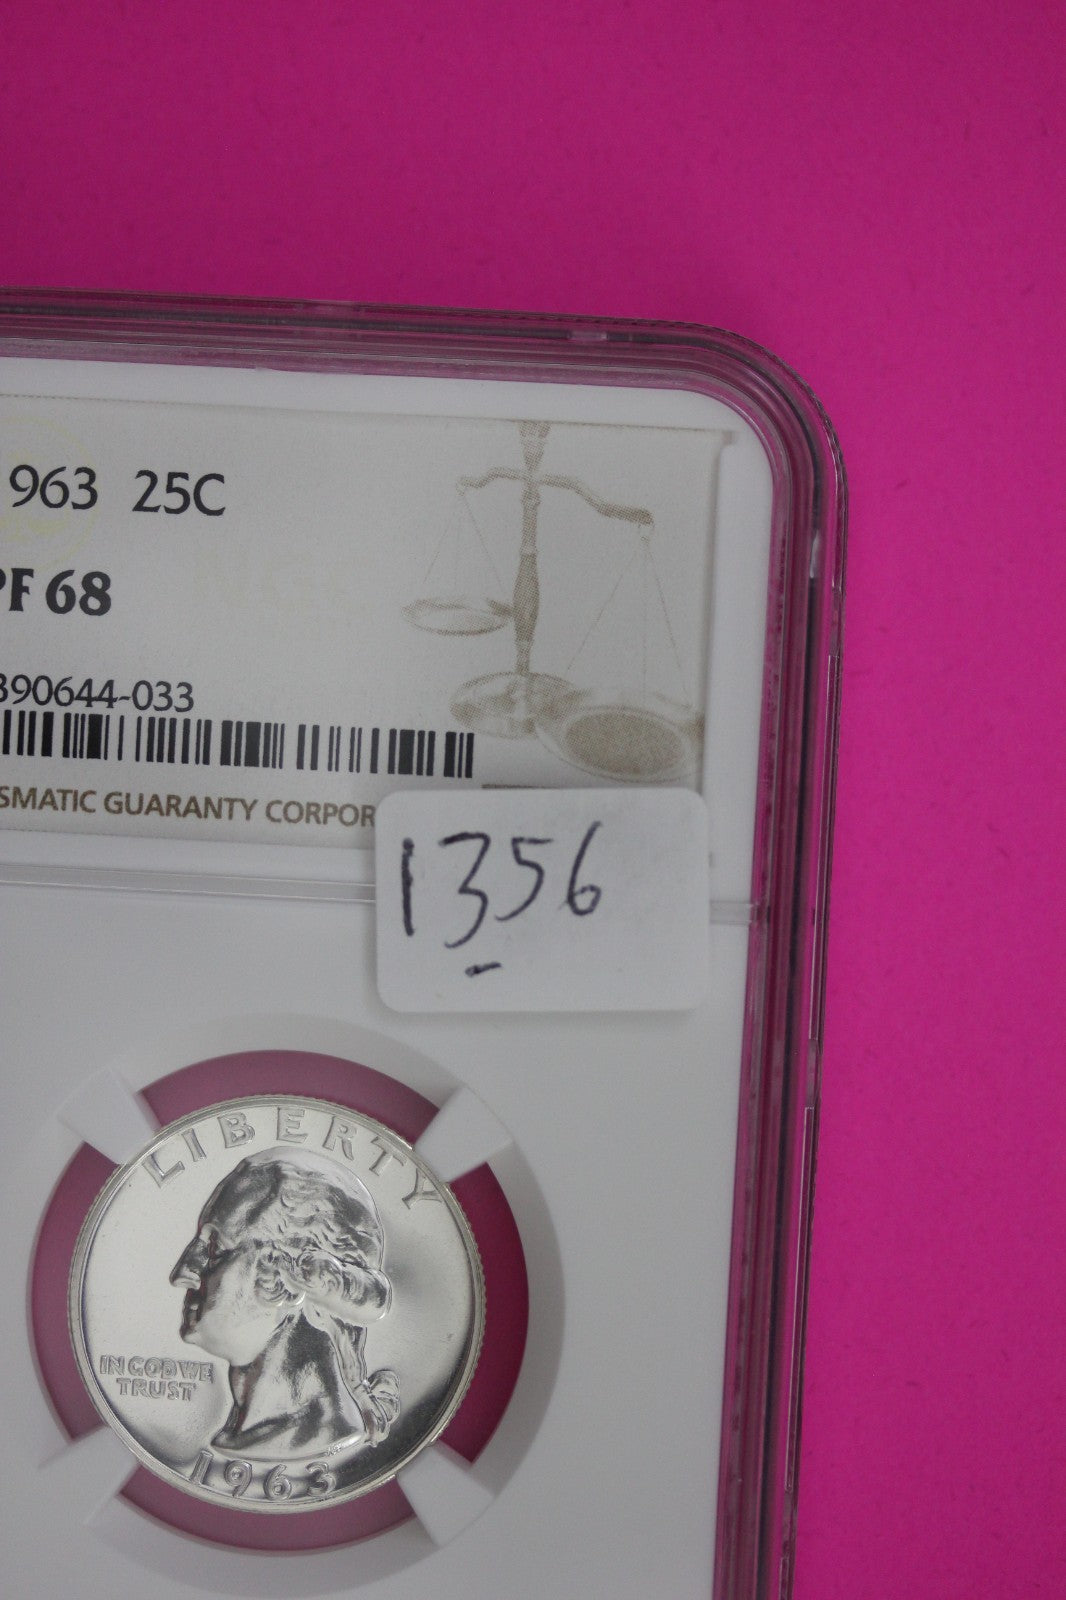 963 25C
PF 68
390644-033
SMATIC GUARANTY CORPOR
1356
LIBERTY
IN GOD WE
TRUST
1963